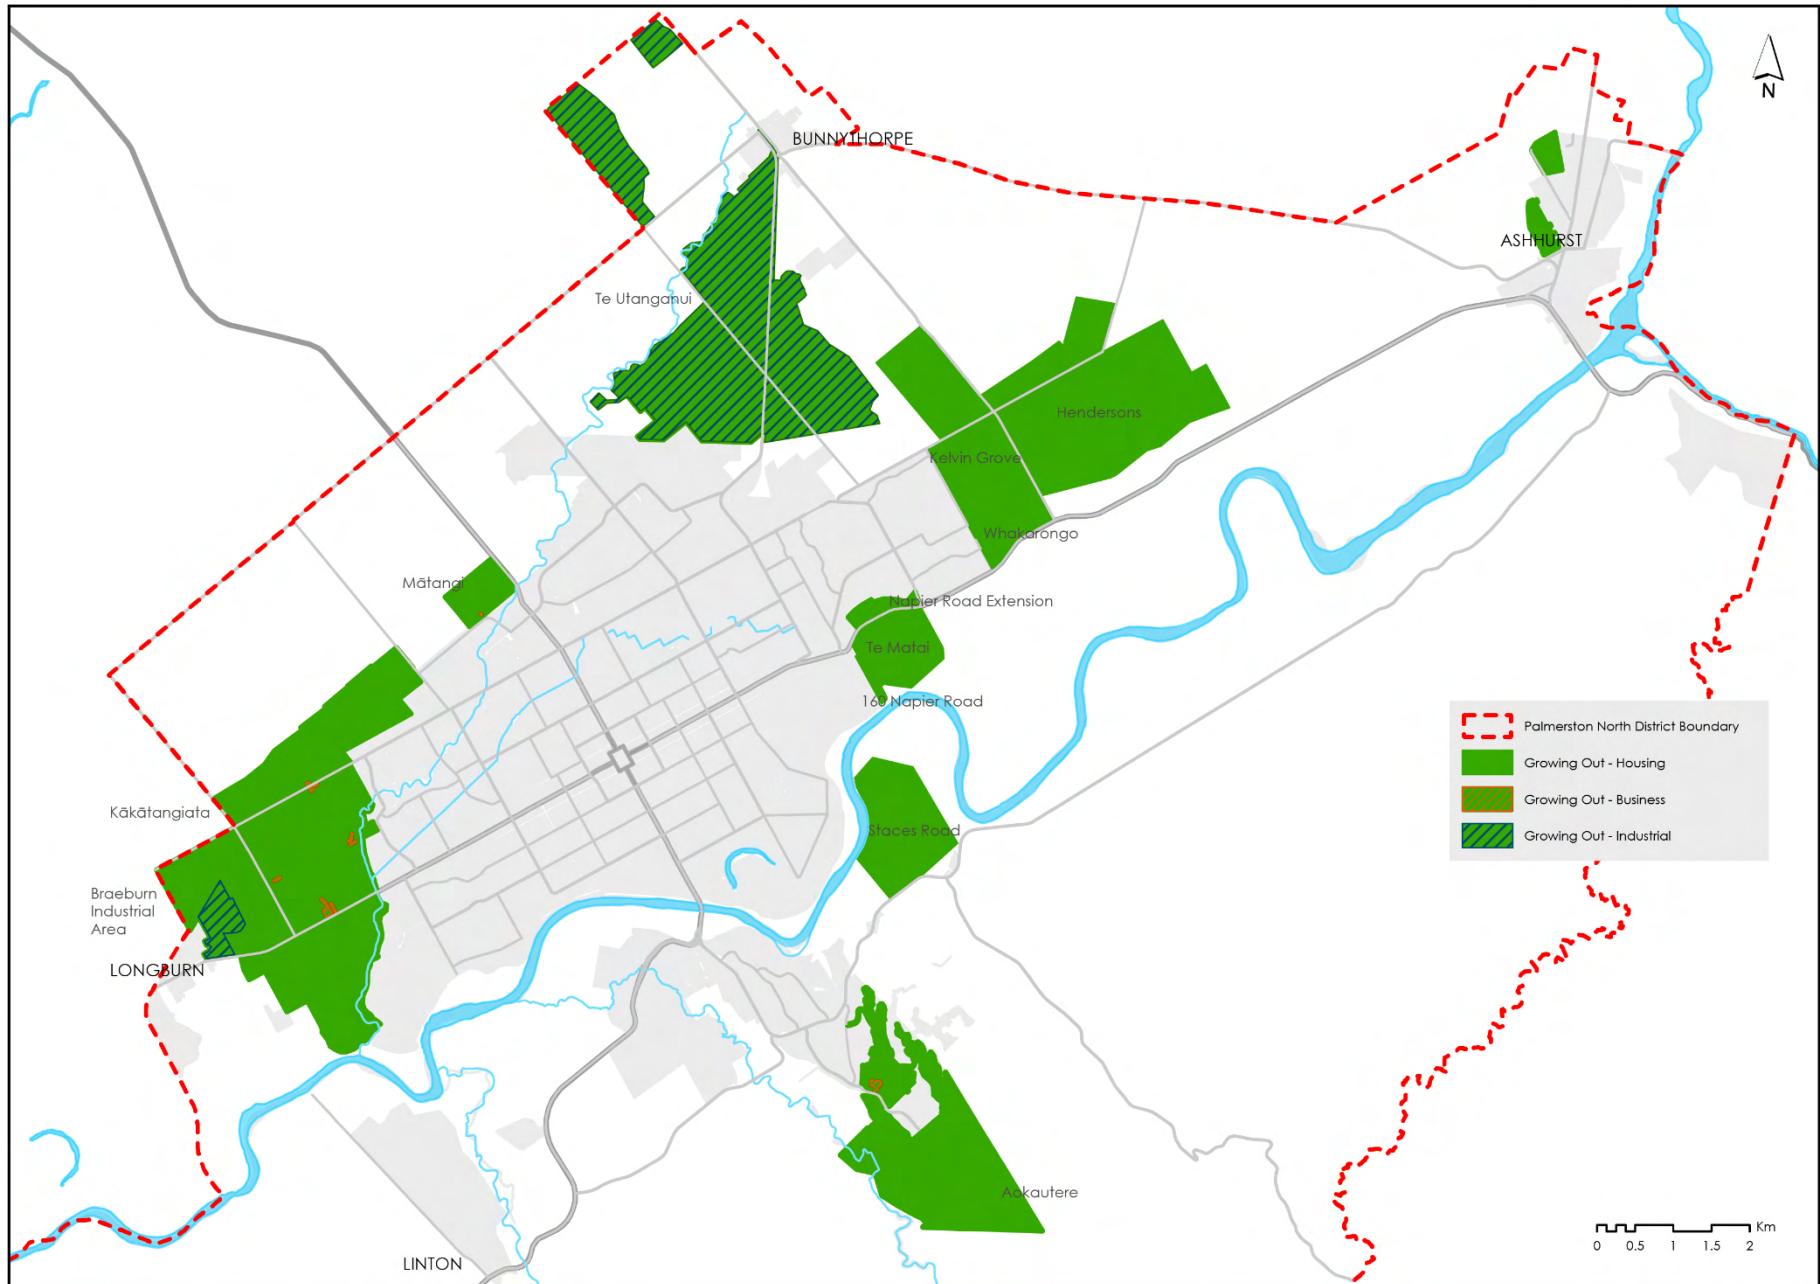 N
BUNNYTHORPE
ASHHURST
Te Utanganui
Hendersons
Kelvin Grove
Whakarongo
Mātangi
Napier Road Extension
Te Matai
160 Napier Road
Palmerston North District Boundary
Growing Out - Housing
Growing Out - Business
Growing Out - Industrial
Kākātangiata
Staces Road
Braeburn
Industrial
Area
LONGBURN
Aokautere
LINTON
Km
0 0.5 1 1.5 2